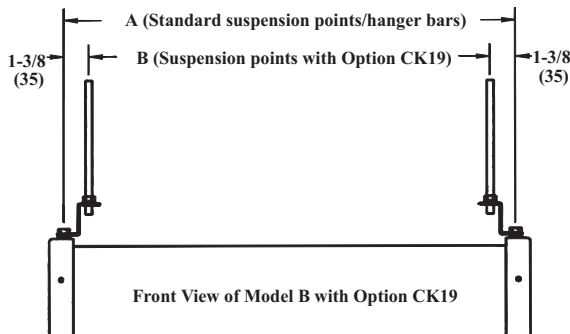 A (Standard suspension points/hanger bars)
1-3/8
(35)
B (Suspension points with Option CK19)
1-3/8
(35)
Front View of Model B with Option CK19